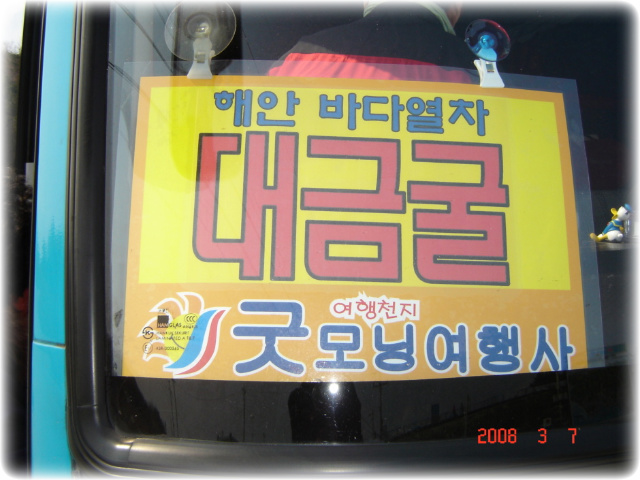 해안 바다열차
대금굴
여행천지
굿모닝여행사
HANGLAS
2008 3 7